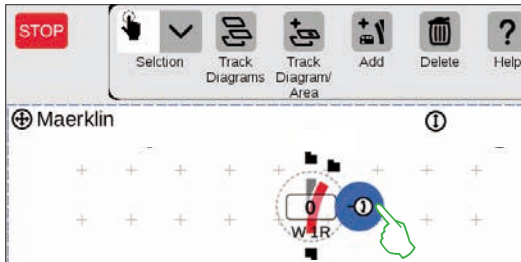 STOP
Selction
Track
Diagrams
Track
Diagram/
Area
Add
Delete
?
Help
Maerklin
0
W 1R